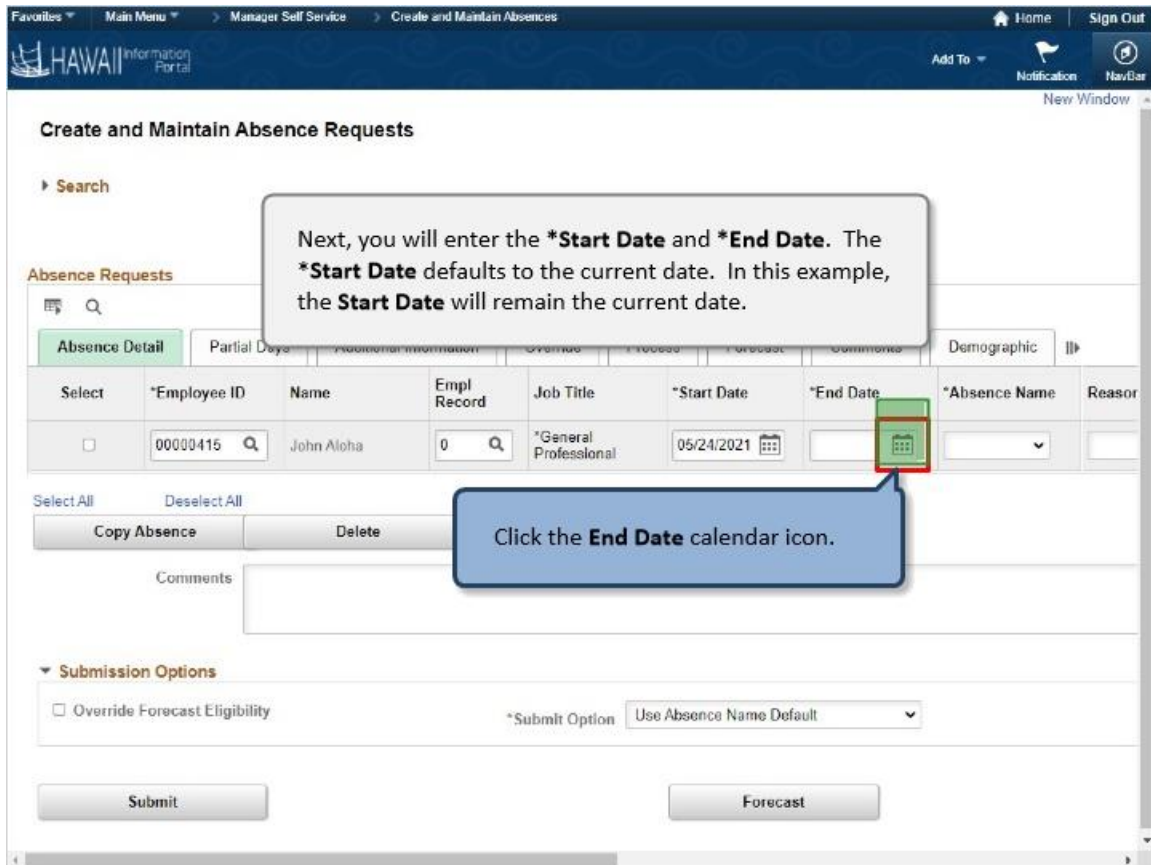 Favorites Main Menu Manager Self Service Create and Maintain Absences Home Sign Out
HAWAII Information Portal Add To Notification NavBar
New Window
Create and Maintain Absence Requests
Search
Next, you will enter the *Start Date and *End Date. The
*Start Date defaults to the current date. In this example,
the Start Date will remain the current date.
Absence Requests
Absence Detail Partial Days Additional Information Override Process Forecast Comments Demographic
Select *Employee ID Name Empl Record Job Title *Start Date *End Date *Absence Name Reason
00000415 John Aloha 0 *General Professional 05/24/2021
Select All Deselect All
Copy Absence Delete
Click the End Date calendar icon.
Comments
Submission Options
Override Forecast Eligibility *Submit Option Use Absence Name Default
Submit Forecast